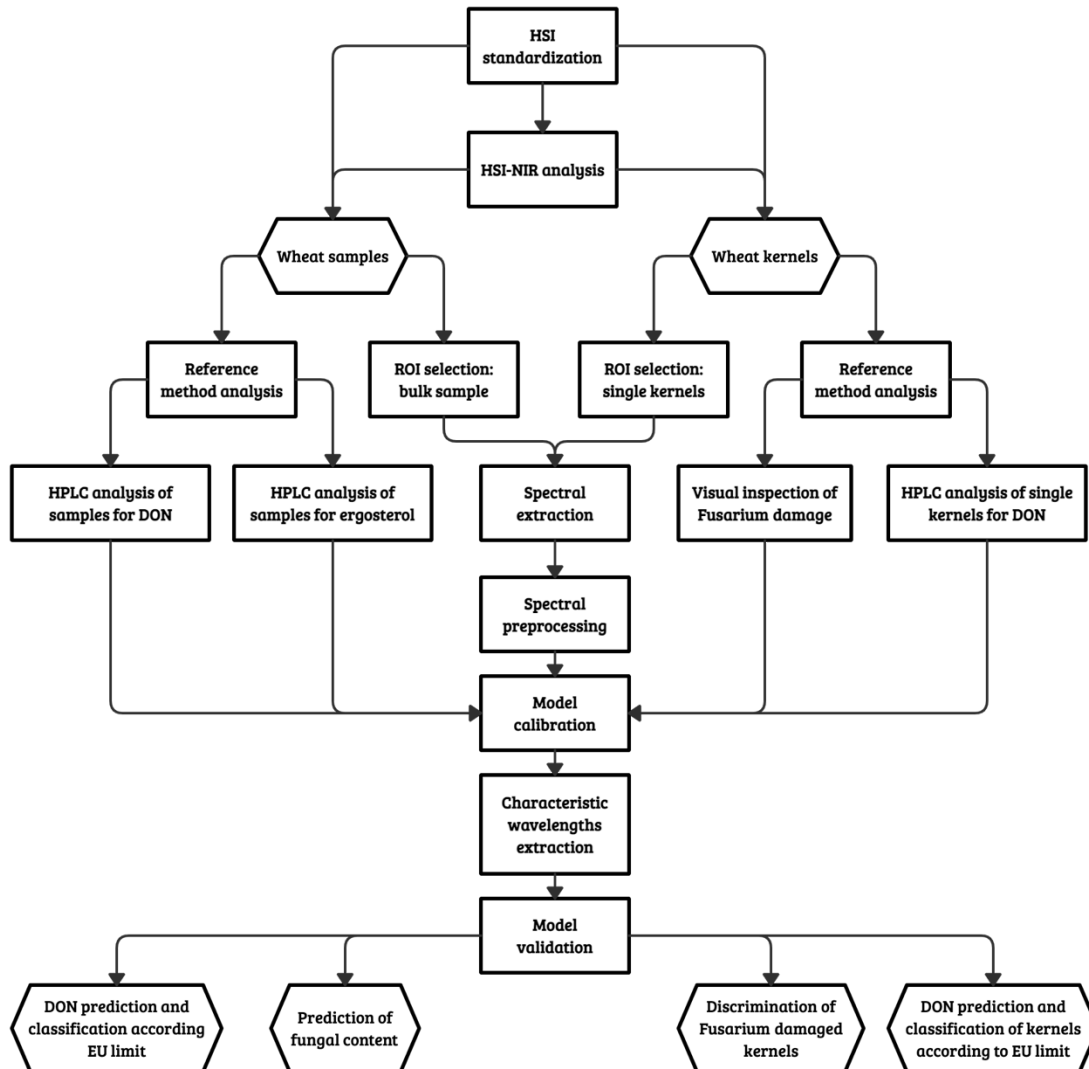 HSI
standardization
HSI-NIR analysis
Wheat samples
Wheat kernels
Reference
method analysis
ROI selection:
bulk sample
ROI selection:
single kernels
Reference
method analysis
HPLC analysis of
samples for DON
HPLC analysis of
samples for ergosterol
Spectral
extraction
Visual inspection of
Fusarium damage
HPLC analysis of single
kernels for DON
Spectral
preprocessing
Model
calibration
Characteristic
wavelengths
extraction
Model
validation
DON prediction and
classification according
EU limit
Prediction of
fungal content
Discrimination of
Fusarium damaged
kernels
DON prediction and
classification of kernels
according to EU limit